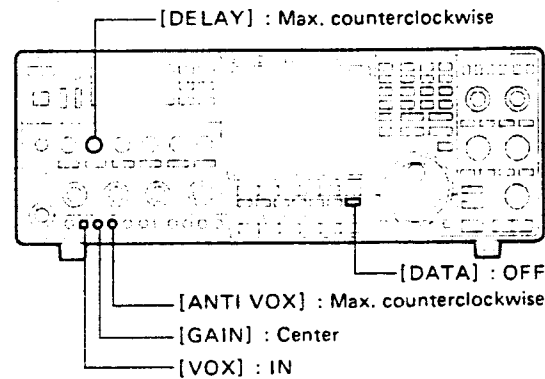 [DELAY] : Max. counterclockwise
[DATA] : OFF
[ANTI VOX] : Max. counterclockwise
[GAIN] : Center
[VOX] : IN